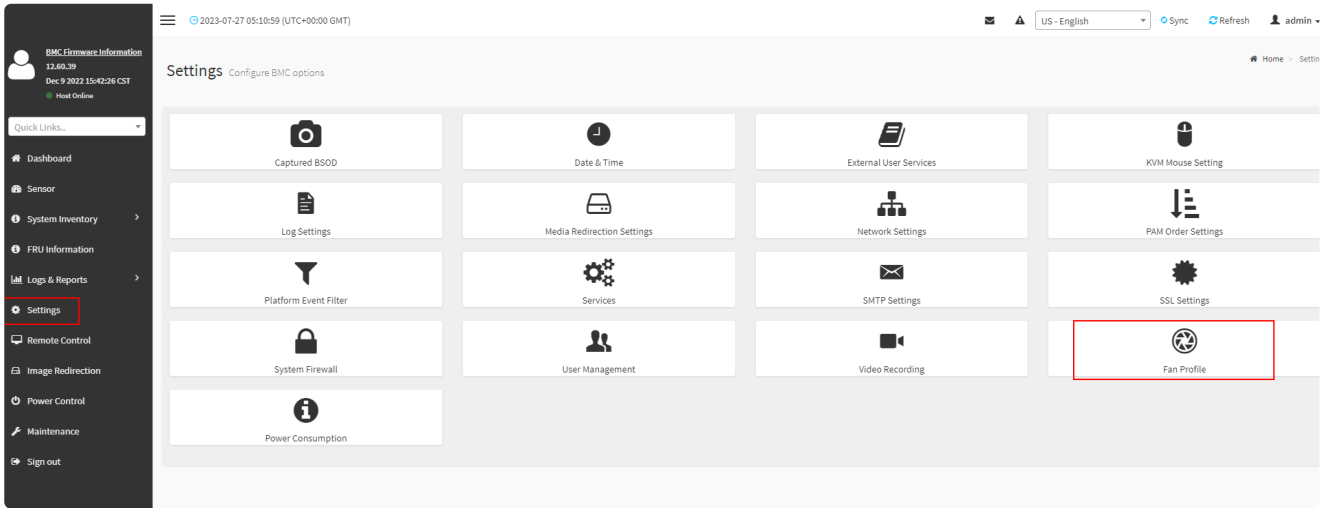 2023-07-27 05:10:59 (UTC+00:00 GMT)
US - English
Sync
Refresh
admin
BMC Firmware Information
12.60.39
Dec 9 2022 15:42:26 CST
Host Online
Quick Links..
Dashboard
Sensor
System Inventory
FRU Information
Logs & Reports
Settings
Remote Control
Image Redirection
Power Control
Maintenance
Sign out
Settings Configure BMC options
Home > Settin
Captured BSOD
Date & Time
External User Services
KVM Mouse Setting
Log Settings
Media Redirection Settings
Network Settings
PAM Order Settings
Platform Event Filter
Services
SMTP Settings
SSL Settings
System Firewall
User Management
Video Recording
Fan Profile
Power Consumption